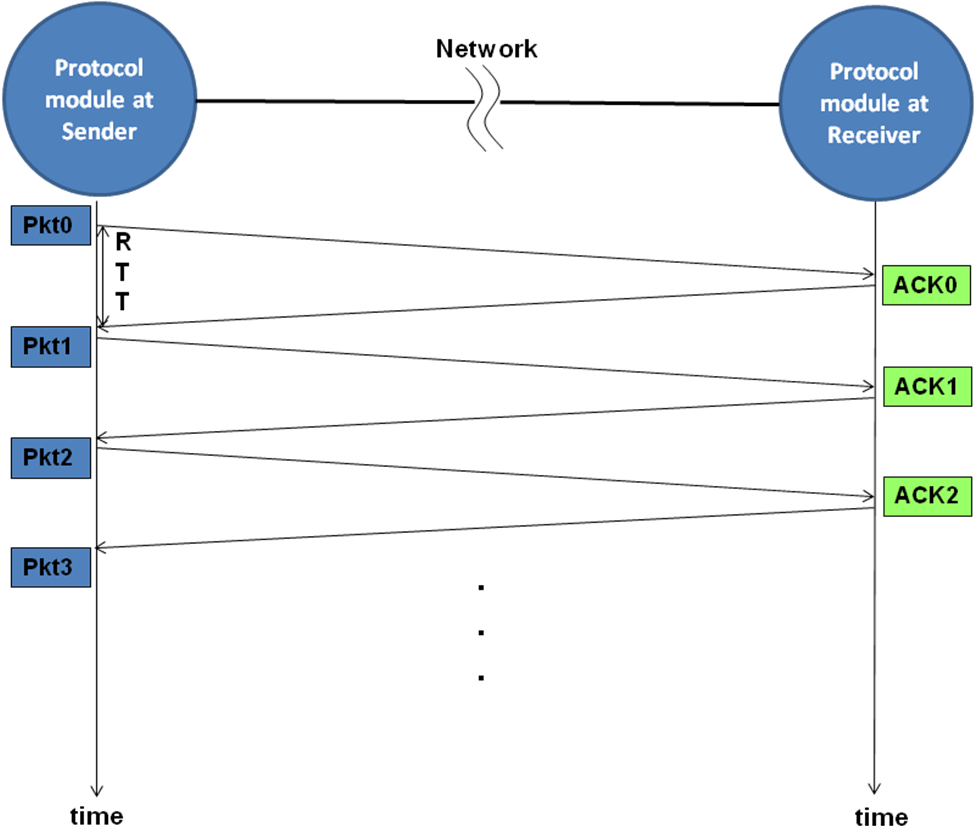 Network
Protocol
module at
Sender
Protocol
module at
Receiver
Pkt0
R
T
T
ACK0
Pkt1
ACK1
Pkt2
ACK2
Pkt3
.
.
.
time
time